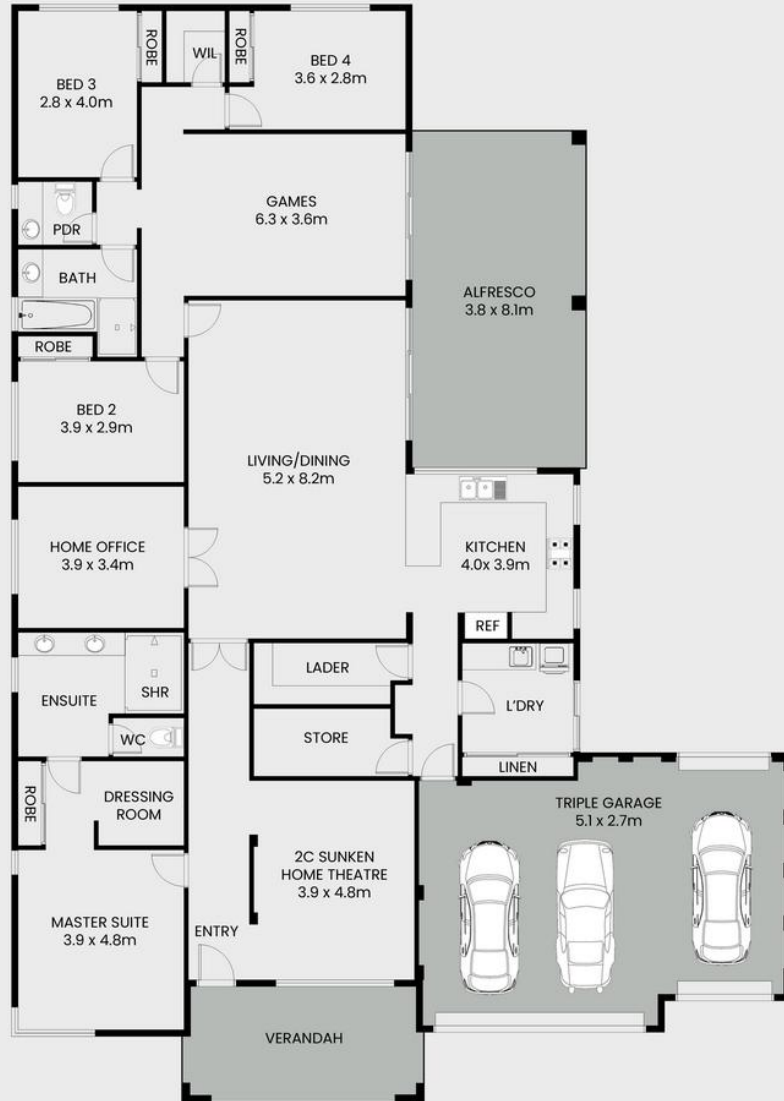 ROBE
WIL
ROBE
BED 3
2.8 x 4.0m
BED 4
3.6 x 2.8m
GAMES
6.3 x 3.6m
PDR
BATH
ALFRESCO
3.8 x 8.1m
ROBE
BED 2
3.9 x 2.9m
LIVING/DINING
5.2 x 8.2m
HOME OFFICE
3.9 x 3.4m
KITCHEN
4.0x 3.9m
REF
LADER
ENSUITE
SHR
L'DRY
WC
STORE
LINEN
ROBE
DRESSING
ROOM
TRIPLE GARAGE
5.1 x 2.7m
2C SUNKEN
HOME THEATRE
3.9 x 4.8m
MASTER SUITE
3.9 x 4.8m
ENTRY
VERANDAH